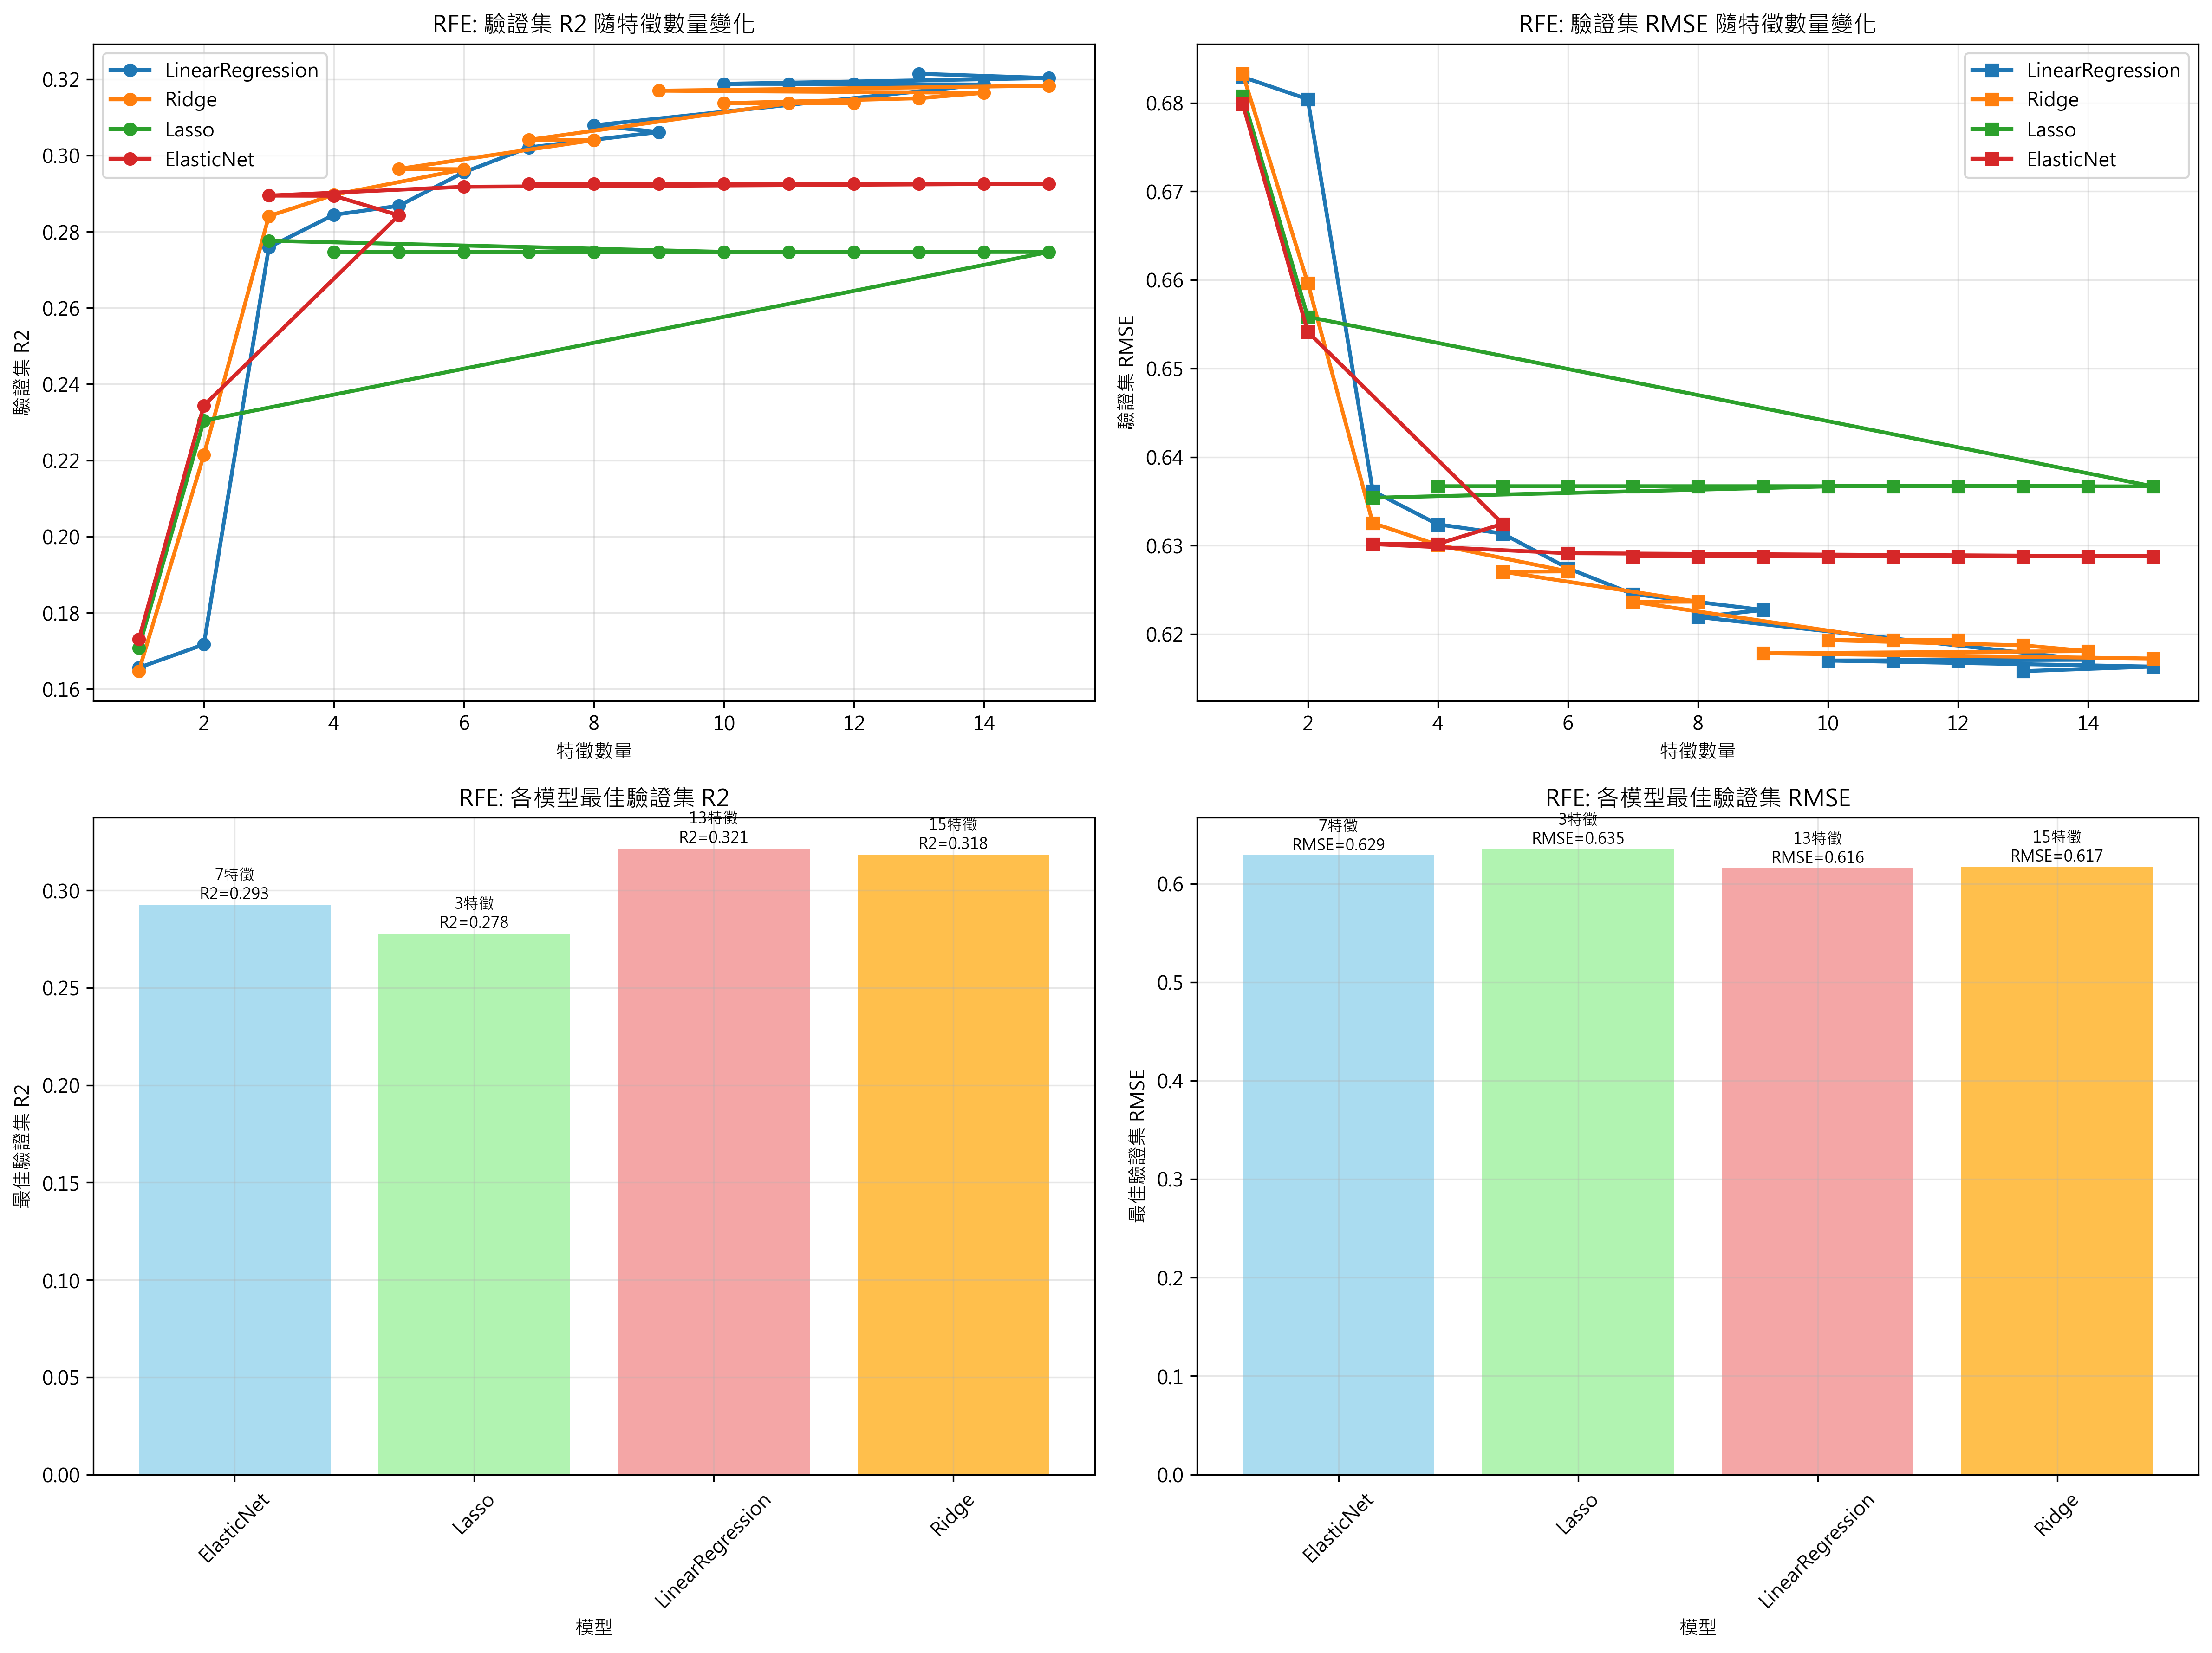 RFE: 驗證集 R2 隨特徵數量變化
LinearRegression
Ridge
Lasso
ElasticNet
驗證集 R2
0.32
0.30
0.28
0.26
0.24
0.22
0.20
0.18
0.16
2 4 6 8 10 12 14
特徵數量
RFE: 驗證集 RMSE 隨特徵數量變化
LinearRegression
Ridge
Lasso
ElasticNet
驗證集 RMSE
0.68
0.67
0.66
0.65
0.64
0.63
0.62
2 4 6 8 10 12 14
特徵數量
RFE: 各模型最佳驗證集 R2
最佳驗證集 R2
0.30
0.25
0.20
0.15
0.10
0.05
0.00
7特徵
R2=0.293
3特徵
R2=0.278
13特徵
R2=0.321
15特徵
R2=0.318
ElasticNet
Lasso
LinearRegression
Ridge
模型
RFE: 各模型最佳驗證集 RMSE
最佳驗證集 RMSE
0.6
0.5
0.4
0.3
0.2
0.1
0.0
7特徵
RMSE=0.629
3特徵
RMSE=0.635
13特徵
RMSE=0.616
15特徵
RMSE=0.617
ElasticNet
Lasso
LinearRegression
Ridge
模型